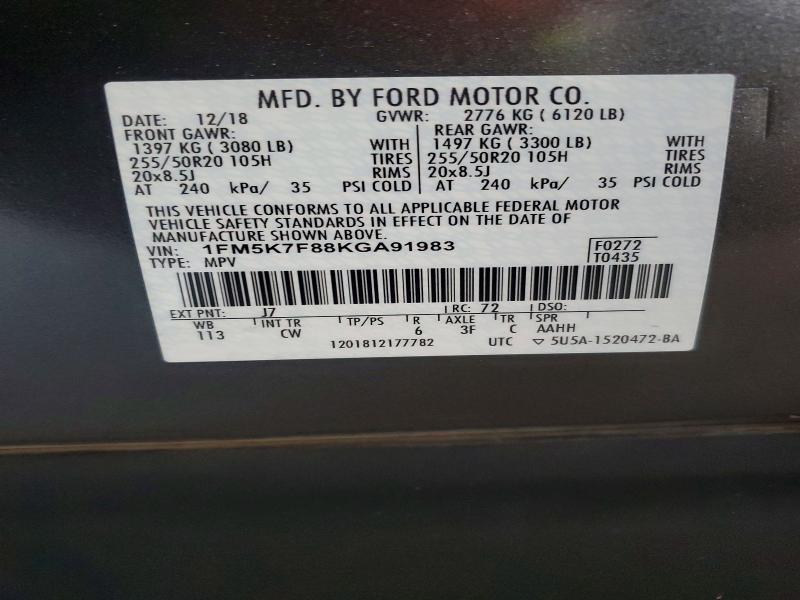 MFD. BY FORD MOTOR CO.
DATE: 12/18 GVWR: 2776 KG ( 6120 LB)
FRONT GAWR: REAR GAWR:
1397 KG ( 3080 LB) WITH 1497 KG ( 3300 LB) WITH
255/50R20 105H TIRES 255/50R20 105H TIRES
20x8.5J RIMS 20x8.5J RIMS
AT 240 kPa/ 35 PSI COLD AT 240 kPa/ 35 PSI COLD
THIS VEHICLE CONFORMS TO ALL APPLICABLE FEDERAL MOTOR
VEHICLE SAFETY STANDARDS IN EFFECT ON THE DATE OF
MANUFACTURE SHOWN ABOVE.
VIN: 1FM5K7F88KGA91983 F0272
TYPE: MPV T0435
EXT PNT: J7 RC: 72 DSO:
WB INT TR TP/PS R AXLE TR SPR
113 CW 6 3F C AAHH
1201812177782 UTC ▽ 5U5A-1520472-BA